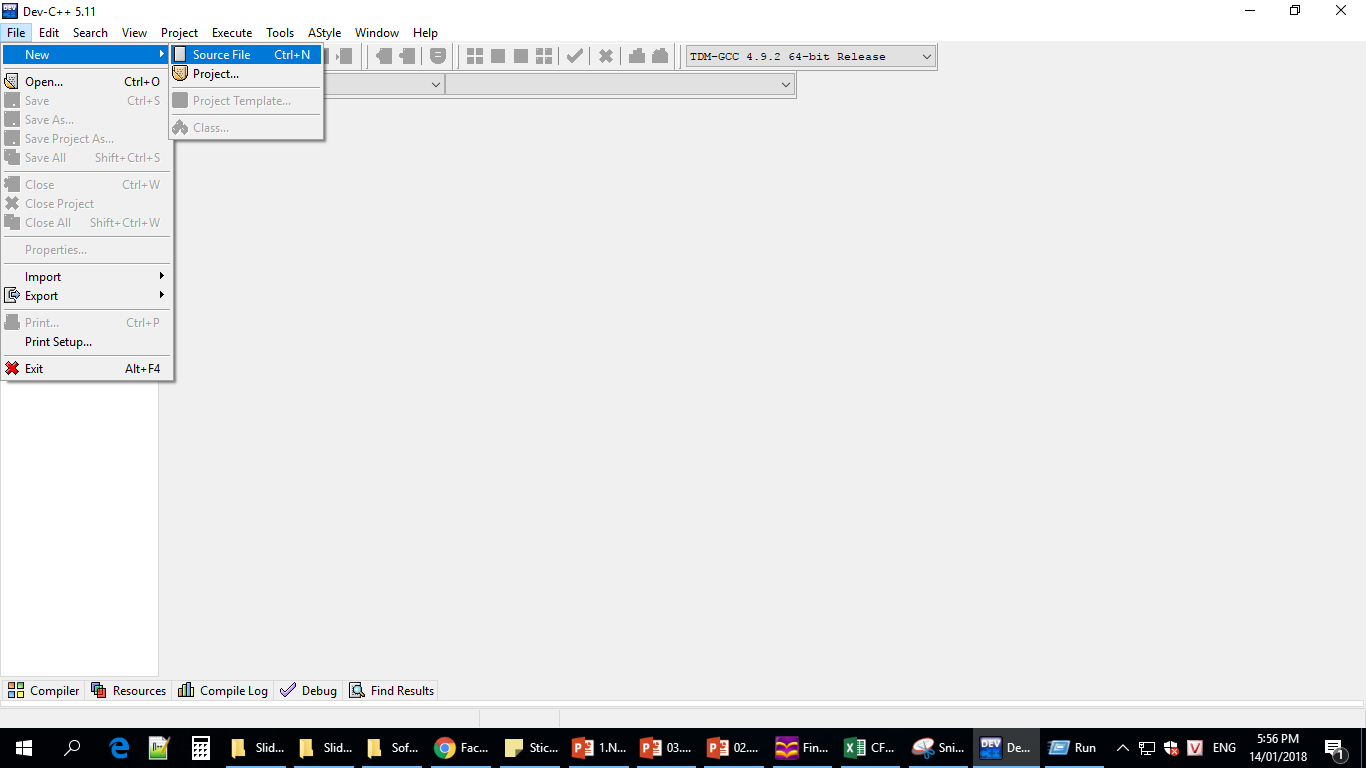 Dev-C++ 5.11
File Edit Search View Project Execute Tools AStyle Window Help
New
Source File Ctrl+N
Project...
Project Template...
Class...
TDM-GCC 4.9.2 64-bit Release
Open... Ctrl+O
Save Ctrl+S
Save As...
Save Project As...
Save All Shift+Ctrl+S
Close Ctrl+W
Close Project
Close All Shift+Ctrl+W
Properties...
Import
Export
Print... Ctrl+P
Print Setup...
Exit Alt+F4
Compiler Resources Compile Log Debug Find Results
Slid... Slid... Sof... Fac... Stic... 1.N... 03.... 02.... Fin... CF... Sni... DEV De... Run V ENG
5:56 PM
14/01/2018
1